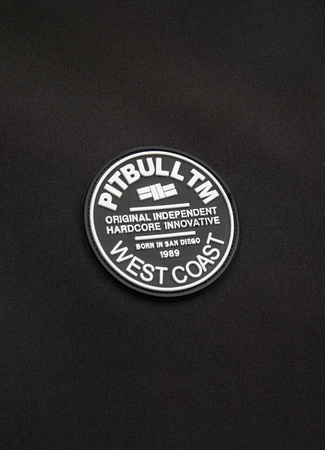 PITBULL TM
ORIGINAL INDEPENDENT
HARDCORE INNOVATIVE
BORN IN SAN DIEGO
1989
WEST COAST